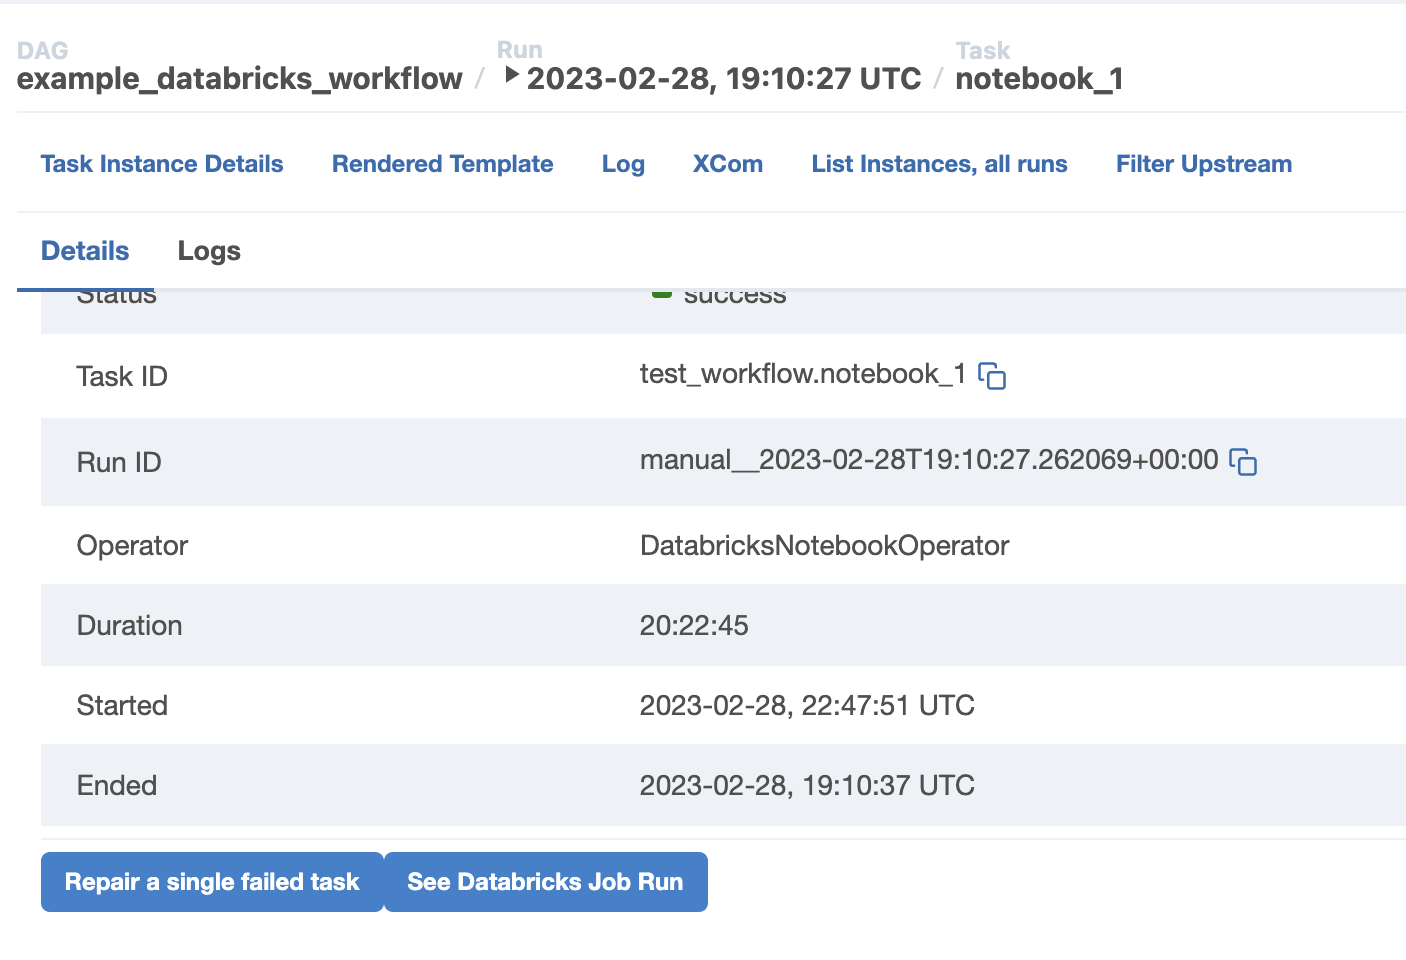 DAG Run Task
example_databricks_workflow / 2023-02-28, 19:10:27 UTC / notebook_1
Task Instance Details Rendered Template Log XCom List Instances, all runs Filter Upstream
Details Logs
Status success
Task ID test_workflow.notebook_1
Run ID manual__2023-02-28T19:10:27.262069+00:00
Operator DatabricksNotebookOperator
Duration 20:22:45
Started 2023-02-28, 22:47:51 UTC
Ended 2023-02-28, 19:10:37 UTC
Repair a single failed task See Databricks Job Run